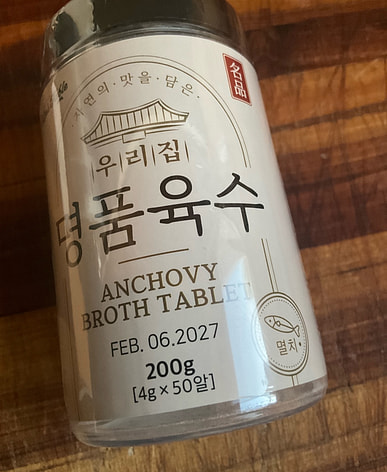 자연의·맛을·담은
名品
우리집
명품육수
ANCHOVY
BROTH TABLET
FEB. 06.2027
200g
[4g×50알]
멸치